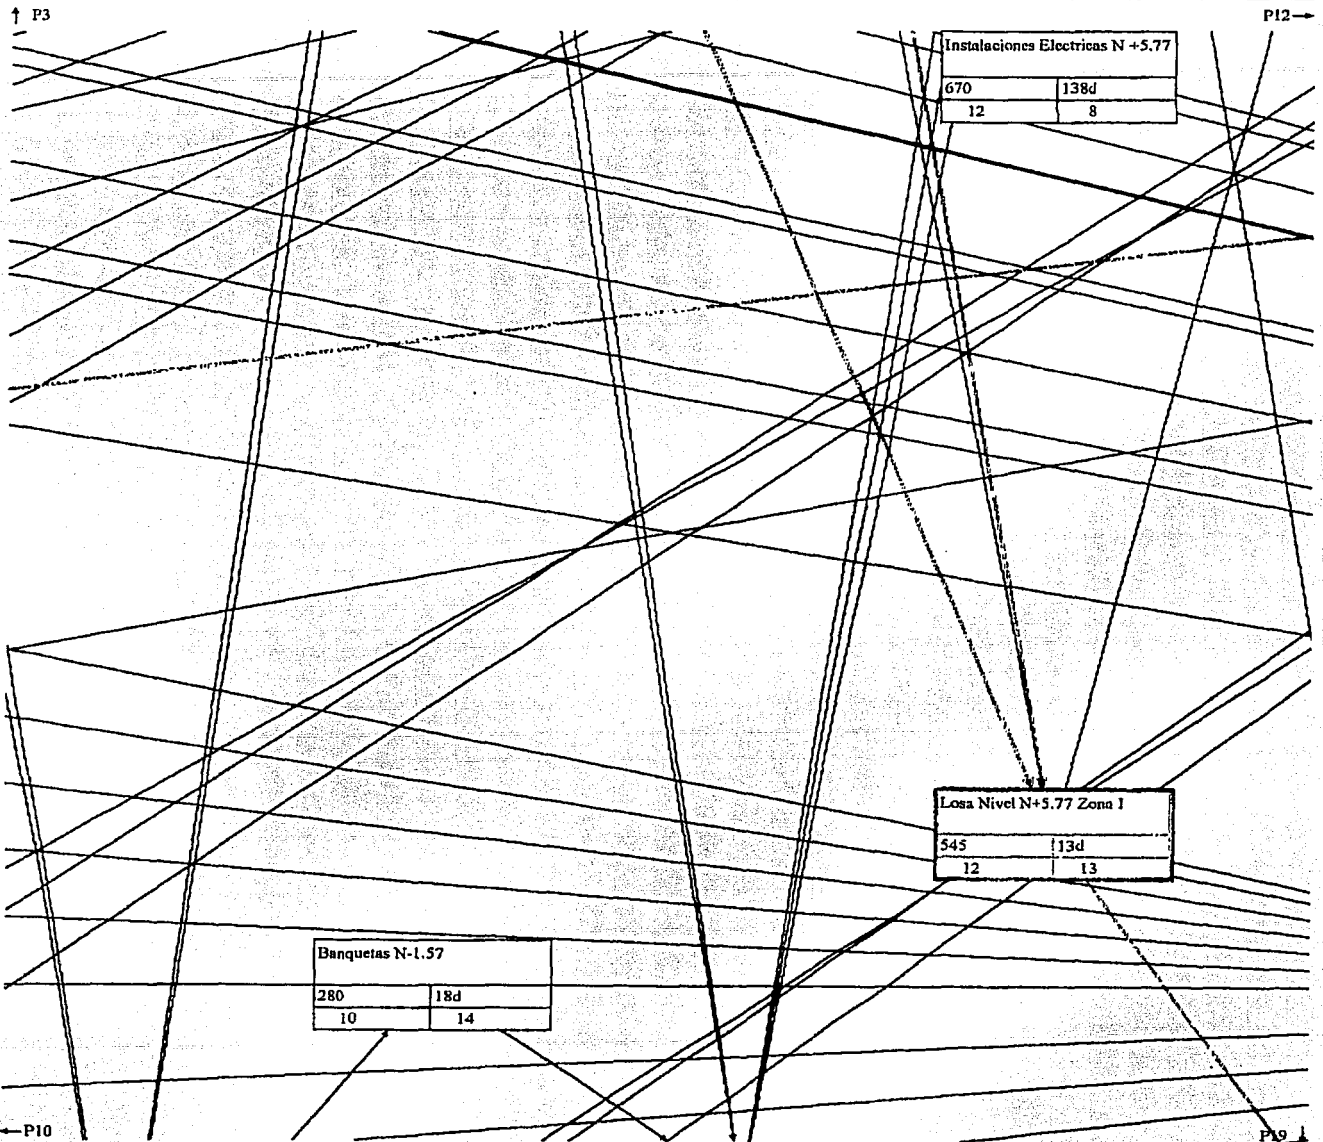 P3
P12
Instalaciones Electricas N +5.77
670 138d
12 8
Losa Nivel N+5.77 Zona I
545 13d
12 13
Banquetas N-1.57
280 18d
10 14
P10
P19